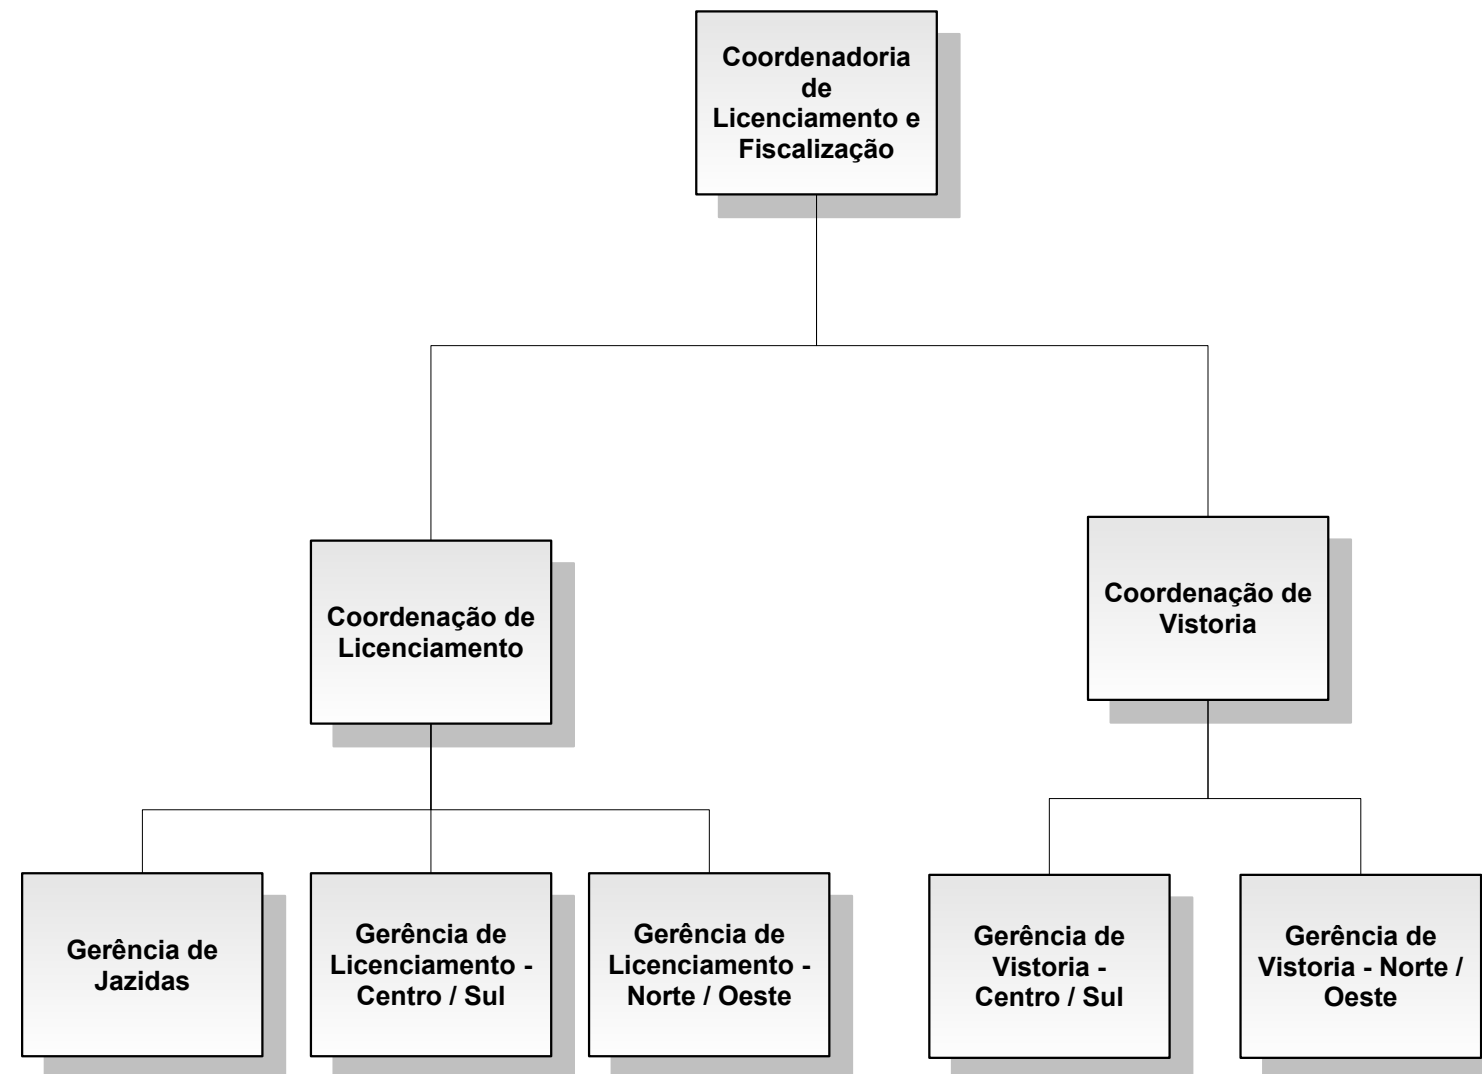 Coordenadoria
de
Licenciamento e
Fiscalização
Coordenação de
Licenciamento
Coordenação de
Vistoria
Gerência de
Jazidas
Gerência de
Licenciamento -
Centro / Sul
Gerência de
Licenciamento -
Norte / Oeste
Gerência de
Vistoria -
Centro / Sul
Gerência de
Vistoria - Norte /
Oeste